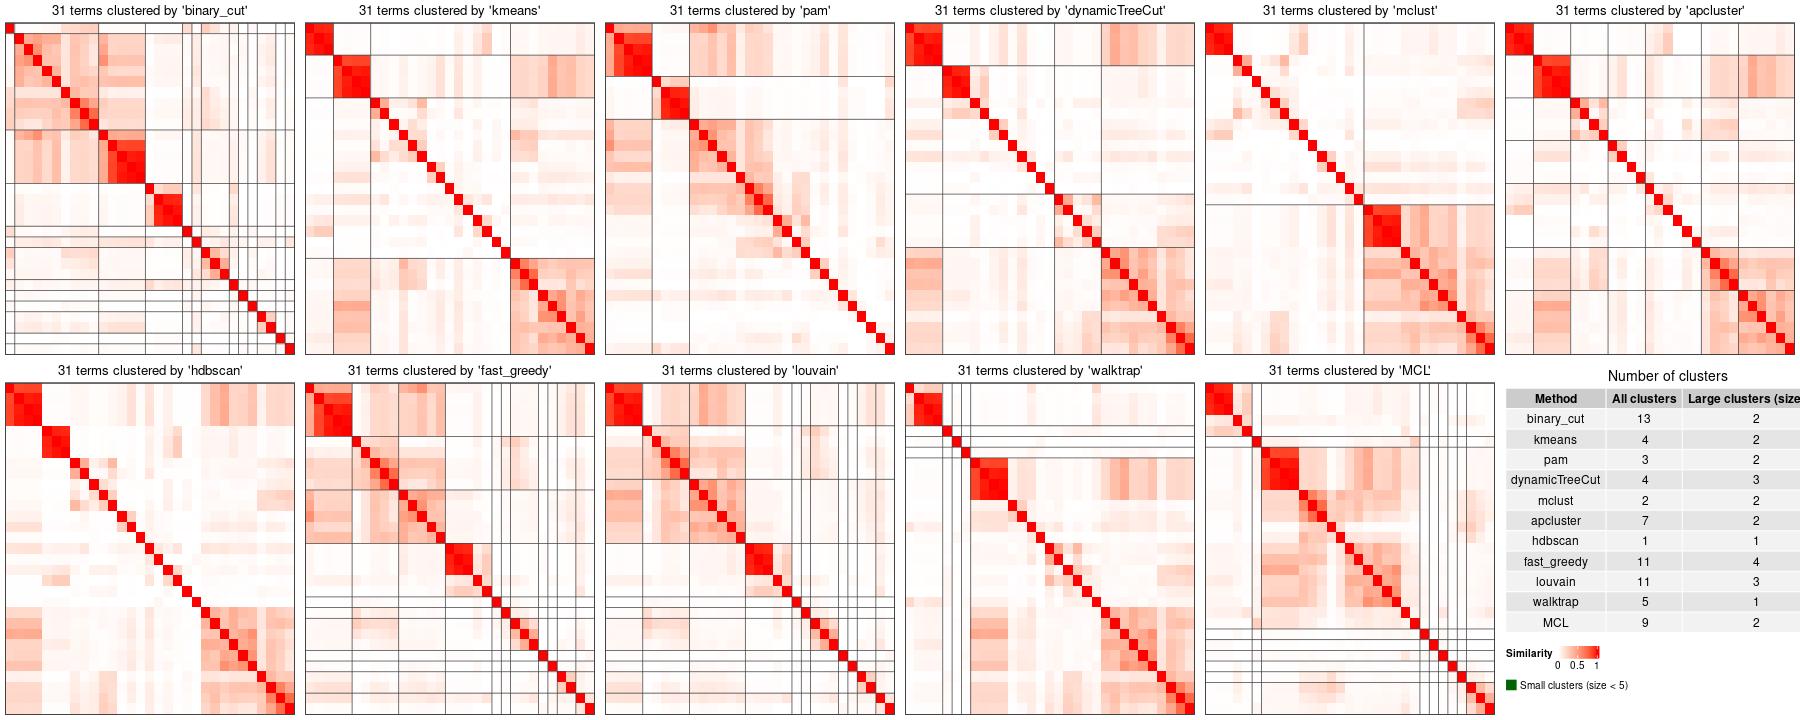 31 terms clustered by 'binary_cut'
31 terms clustered by 'kmeans'
31 terms clustered by 'pam'
31 terms clustered by 'dynamicTreeCut'
31 terms clustered by 'mclust'
31 terms clustered by 'apcluster'
31 terms clustered by 'hdbscan'
31 terms clustered by 'fast_greedy'
31 terms clustered by 'louvain'
31 terms clustered by 'walktrap'
31 terms clustered by 'MCL'
Number of clusters
Method All clusters Large clusters (size
binary_cut 13 2
kmeans 4 2
pam 3 2
dynamicTreeCut 4 3
mclust 2 2
apcluster 7 2
hdbscan 1 1
fast_greedy 11 4
louvain 11 3
walktrap 5 1
MCL 9 2
Similarity
0 0.5 1
Small clusters (size < 5)